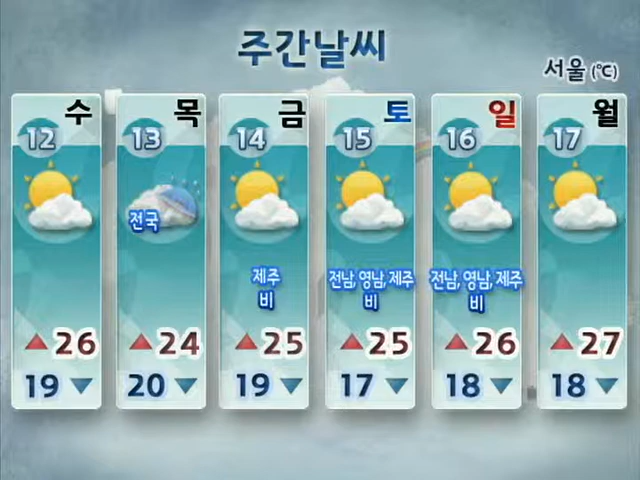 주간날씨
서울 (℃)
수 목 금 토 일 월
12 13 14 15 16 17
전국
제주 전남, 영남, 제주 전남, 영남, 제주
비 비 비
26 24 25 25 26 27
19 20 19 17 18 18